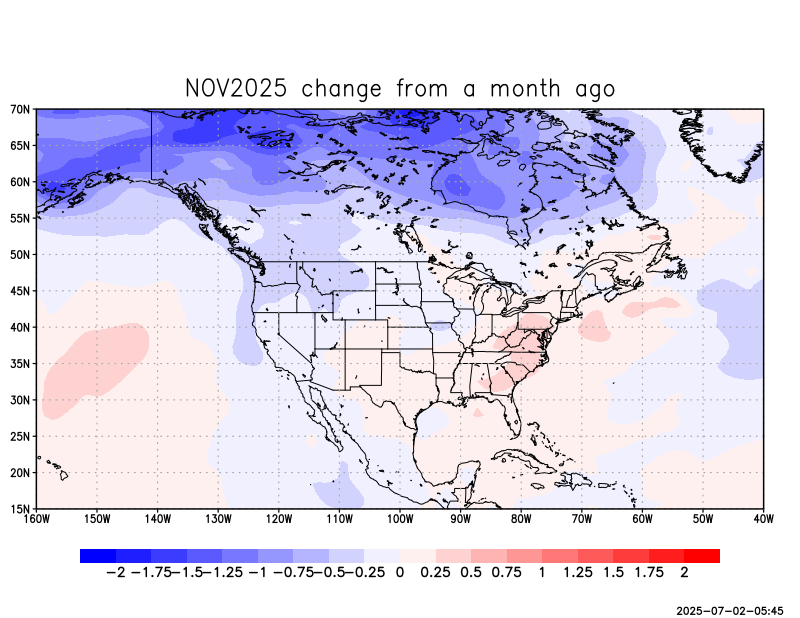 NOV2025 change from a month ago
70N
65N
60N
55N
50N
45N
40N
35N
30N
25N
20N
15N
160W 150W 140W 130W 120W 110W 100W 90W 80W 70W 60W 50W 40W
−2 −1.75 −1.5 −1.25 −1 −0.75 −0.5 −0.25 0 0.25 0.5 0.75 1 1.25 1.5 1.75 2
2025-07-02-05:45